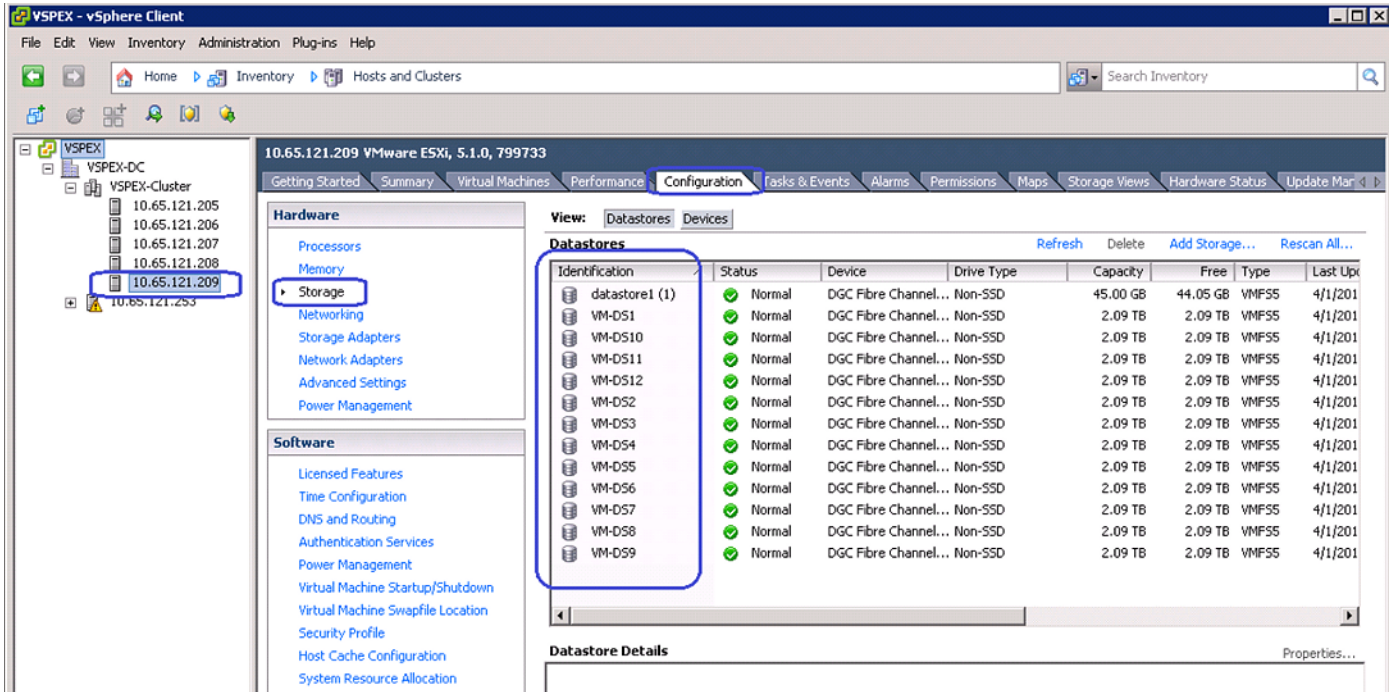 VSPEX - vSphere Client
File Edit View Inventory Administration Plug-ins Help
Home Inventory Hosts and Clusters
Search Inventory
VSPEX
VSPEX-DC
VSPEX-Cluster
10.65.121.205
10.65.121.206
10.65.121.207
10.65.121.208
10.65.121.209
10.65.121.253
10.65.121.209 VMware ESXi, 5.1.0, 799733
Getting Started Summary Virtual Machines Performance Configuration Tasks & Events Alarms Permissions Maps Storage Views Hardware Status Update Mar
Hardware
Processors
Memory
Storage
Networking
Storage Adapters
Network Adapters
Advanced Settings
Power Management
Software
Licensed Features
Time Configuration
DNS and Routing
Authentication Services
Power Management
Virtual Machine Startup/Shutdown
Virtual Machine Swapfile Location
Security Profile
Host Cache Configuration
System Resource Allocation
View: Datastores Devices
Datastores Refresh Delete Add Storage... Rescan All...
Identification Status Device Drive Type Capacity Free Type Last Upd
datastore1 (1) Normal DGC Fibre Channel... Non-SSD 45.00 GB 44.05 GB VMFS5 4/1/201
VM-DS1 Normal DGC Fibre Channel... Non-SSD 2.09 TB 2.09 TB VMFS5 4/1/201
VM-DS10 Normal DGC Fibre Channel... Non-SSD 2.09 TB 2.09 TB VMFS5 4/1/201
VM-DS11 Normal DGC Fibre Channel... Non-SSD 2.09 TB 2.09 TB VMFS5 4/1/201
VM-DS12 Normal DGC Fibre Channel... Non-SSD 2.09 TB 2.09 TB VMFS5 4/1/201
VM-DS2 Normal DGC Fibre Channel... Non-SSD 2.09 TB 2.09 TB VMFS5 4/1/201
VM-DS3 Normal DGC Fibre Channel... Non-SSD 2.09 TB 2.09 TB VMFS5 4/1/201
VM-DS4 Normal DGC Fibre Channel... Non-SSD 2.09 TB 2.09 TB VMFS5 4/1/201
VM-DS5 Normal DGC Fibre Channel... Non-SSD 2.09 TB 2.09 TB VMFS5 4/1/201
VM-DS6 Normal DGC Fibre Channel... Non-SSD 2.09 TB 2.09 TB VMFS5 4/1/201
VM-DS7 Normal DGC Fibre Channel... Non-SSD 2.09 TB 2.09 TB VMFS5 4/1/201
VM-DS8 Normal DGC Fibre Channel... Non-SSD 2.09 TB 2.09 TB VMFS5 4/1/201
VM-DS9 Normal DGC Fibre Channel... Non-SSD 2.09 TB 2.09 TB VMFS5 4/1/201
Datastore Details Properties...